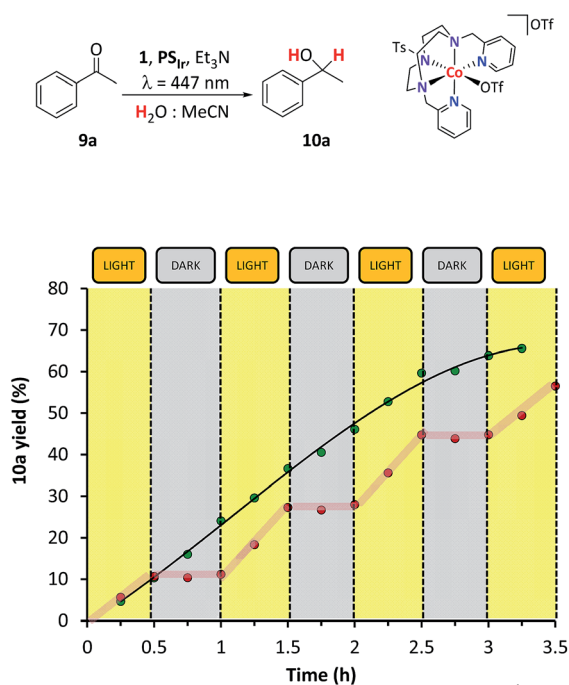 O
1, PS_Ir, Et₃N
λ = 447 nm
H₂O : MeCN
9a
HO H
10a
Ts
N
N
N
N
N
Co
OTf
OTf
LIGHT DARK LIGHT DARK LIGHT DARK LIGHT
80
70
60
50
40
30
20
10
0
10a yield (%)
0 0.5 1 1.5 2 2.5 3 3.5
Time (h)